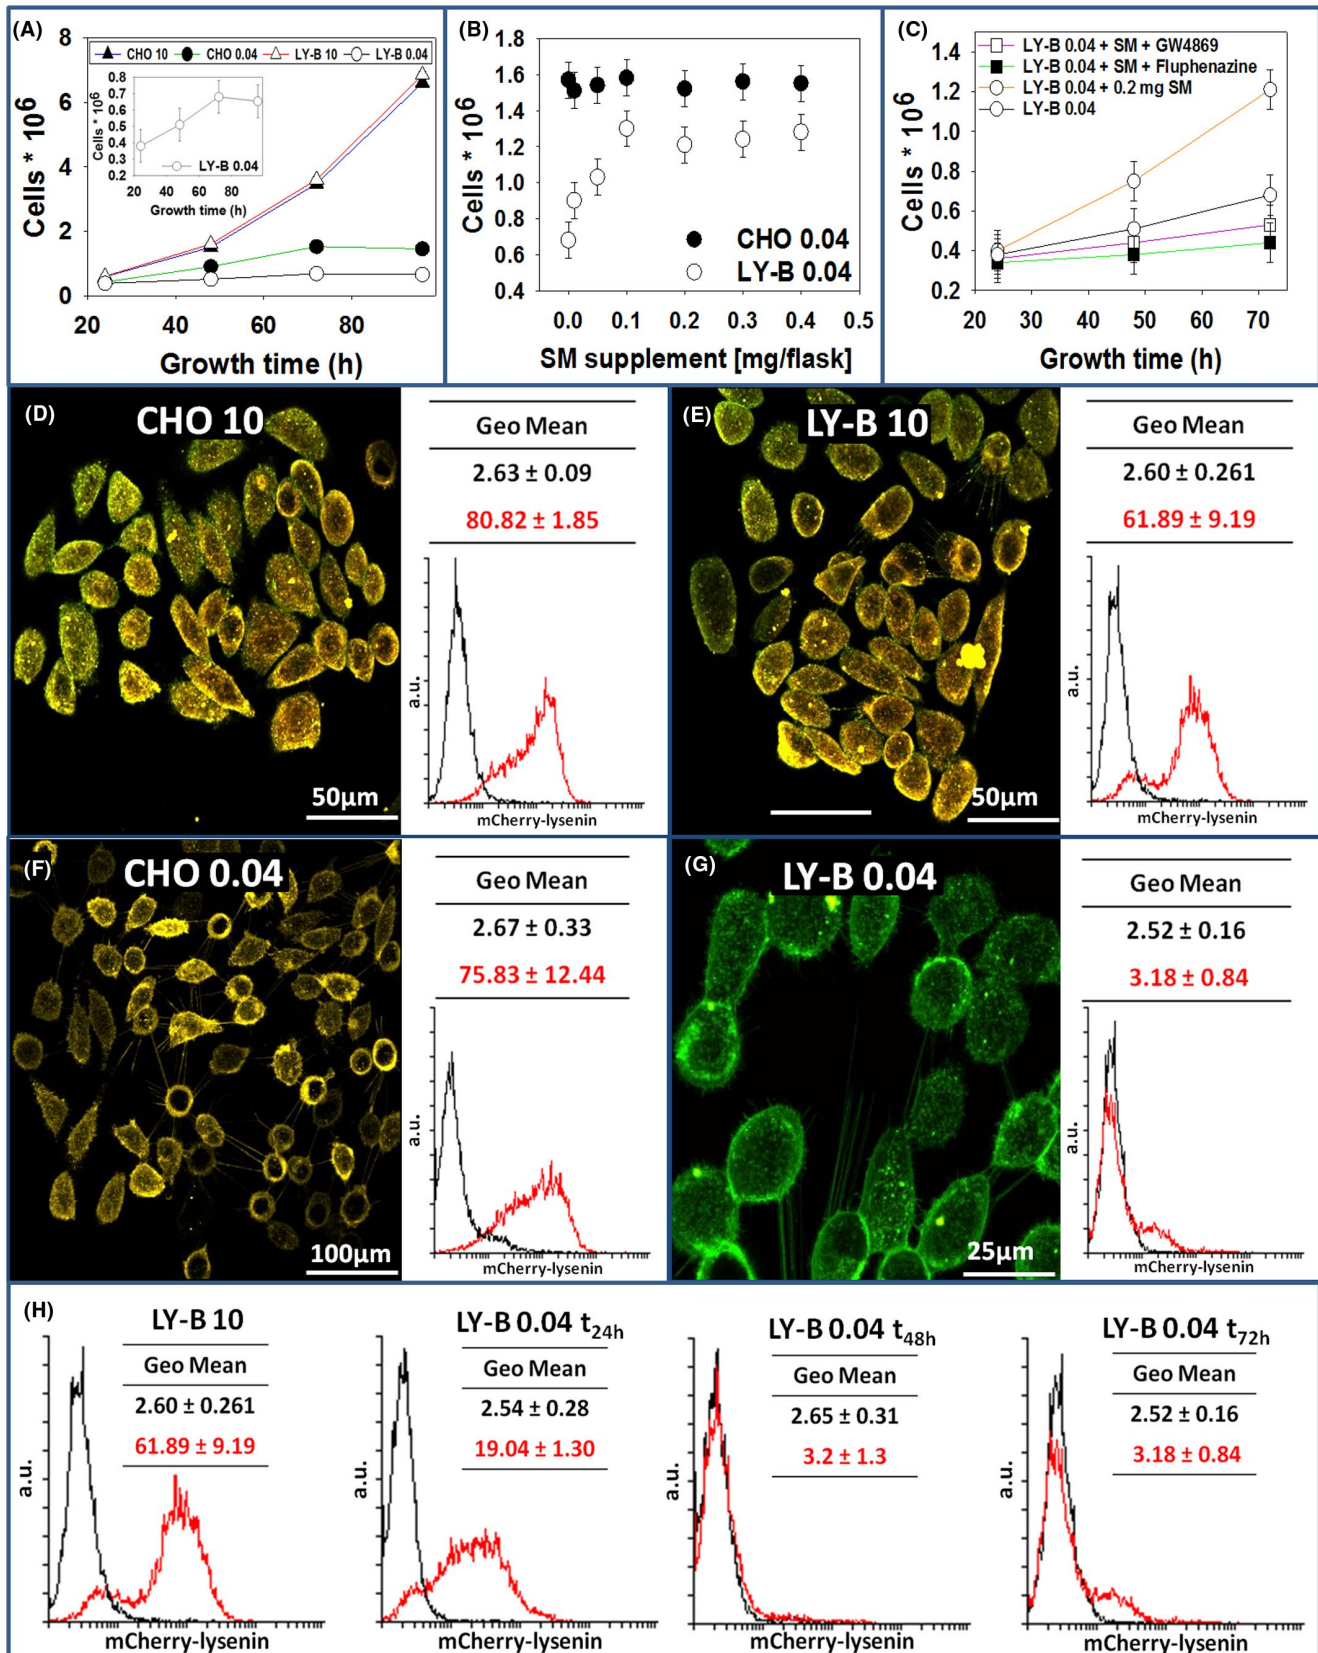 (A)
Cells * 10^6
8
6
4
2
0
CHO 10
CHO 0.04
LY-B 10
LY-B 0.04
Cells * 10^6
0.8
0.7
0.6
0.5
0.4
0.3
0.2
LY-B 0.04
20 40 60 80
Growth time (h)
20 40 60 80
Growth time (h)
(B)
Cells * 10^6
1.8
1.6
1.4
1.2
1.0
0.8
0.6
0.4
CHO 0.04
LY-B 0.04
0.0 0.1 0.2 0.3 0.4 0.5
SM supplement [mg/flask]
(C)
Cells * 10^6
1.4
1.2
1.0
0.8
0.6
0.4
0.2
LY-B 0.04 + SM + GW4869
LY-B 0.04 + SM + Fluphenazine
LY-B 0.04 + 0.2 mg SM
LY-B 0.04
20 30 40 50 60 70
Growth time (h)
(D)
CHO 10
50µm
Geo Mean
2.63 ± 0.09
80.82 ± 1.85
a.u.
mCherry-lysenin
(E)
LY-B 10
50µm
Geo Mean
2.60 ± 0.261
61.89 ± 9.19
a.u.
mCherry-lysenin
(F)
CHO 0.04
100µm
Geo Mean
2.67 ± 0.33
75.83 ± 12.44
a.u.
mCherry-lysenin
(G)
LY-B 0.04
25µm
Geo Mean
2.52 ± 0.16
3.18 ± 0.84
a.u.
mCherry-lysenin
(H)
LY-B 10
Geo Mean
2.60 ± 0.261
61.89 ± 9.19
a.u.
mCherry-lysenin
LY-B 0.04 t24h
Geo Mean
2.54 ± 0.28
19.04 ± 1.30
a.u.
mCherry-lysenin
LY-B 0.04 t48h
Geo Mean
2.65 ± 0.31
3.2 ± 1.3
a.u.
mCherry-lysenin
LY-B 0.04 t72h
Geo Mean
2.52 ± 0.16
3.18 ± 0.84
a.u.
mCherry-lysenin